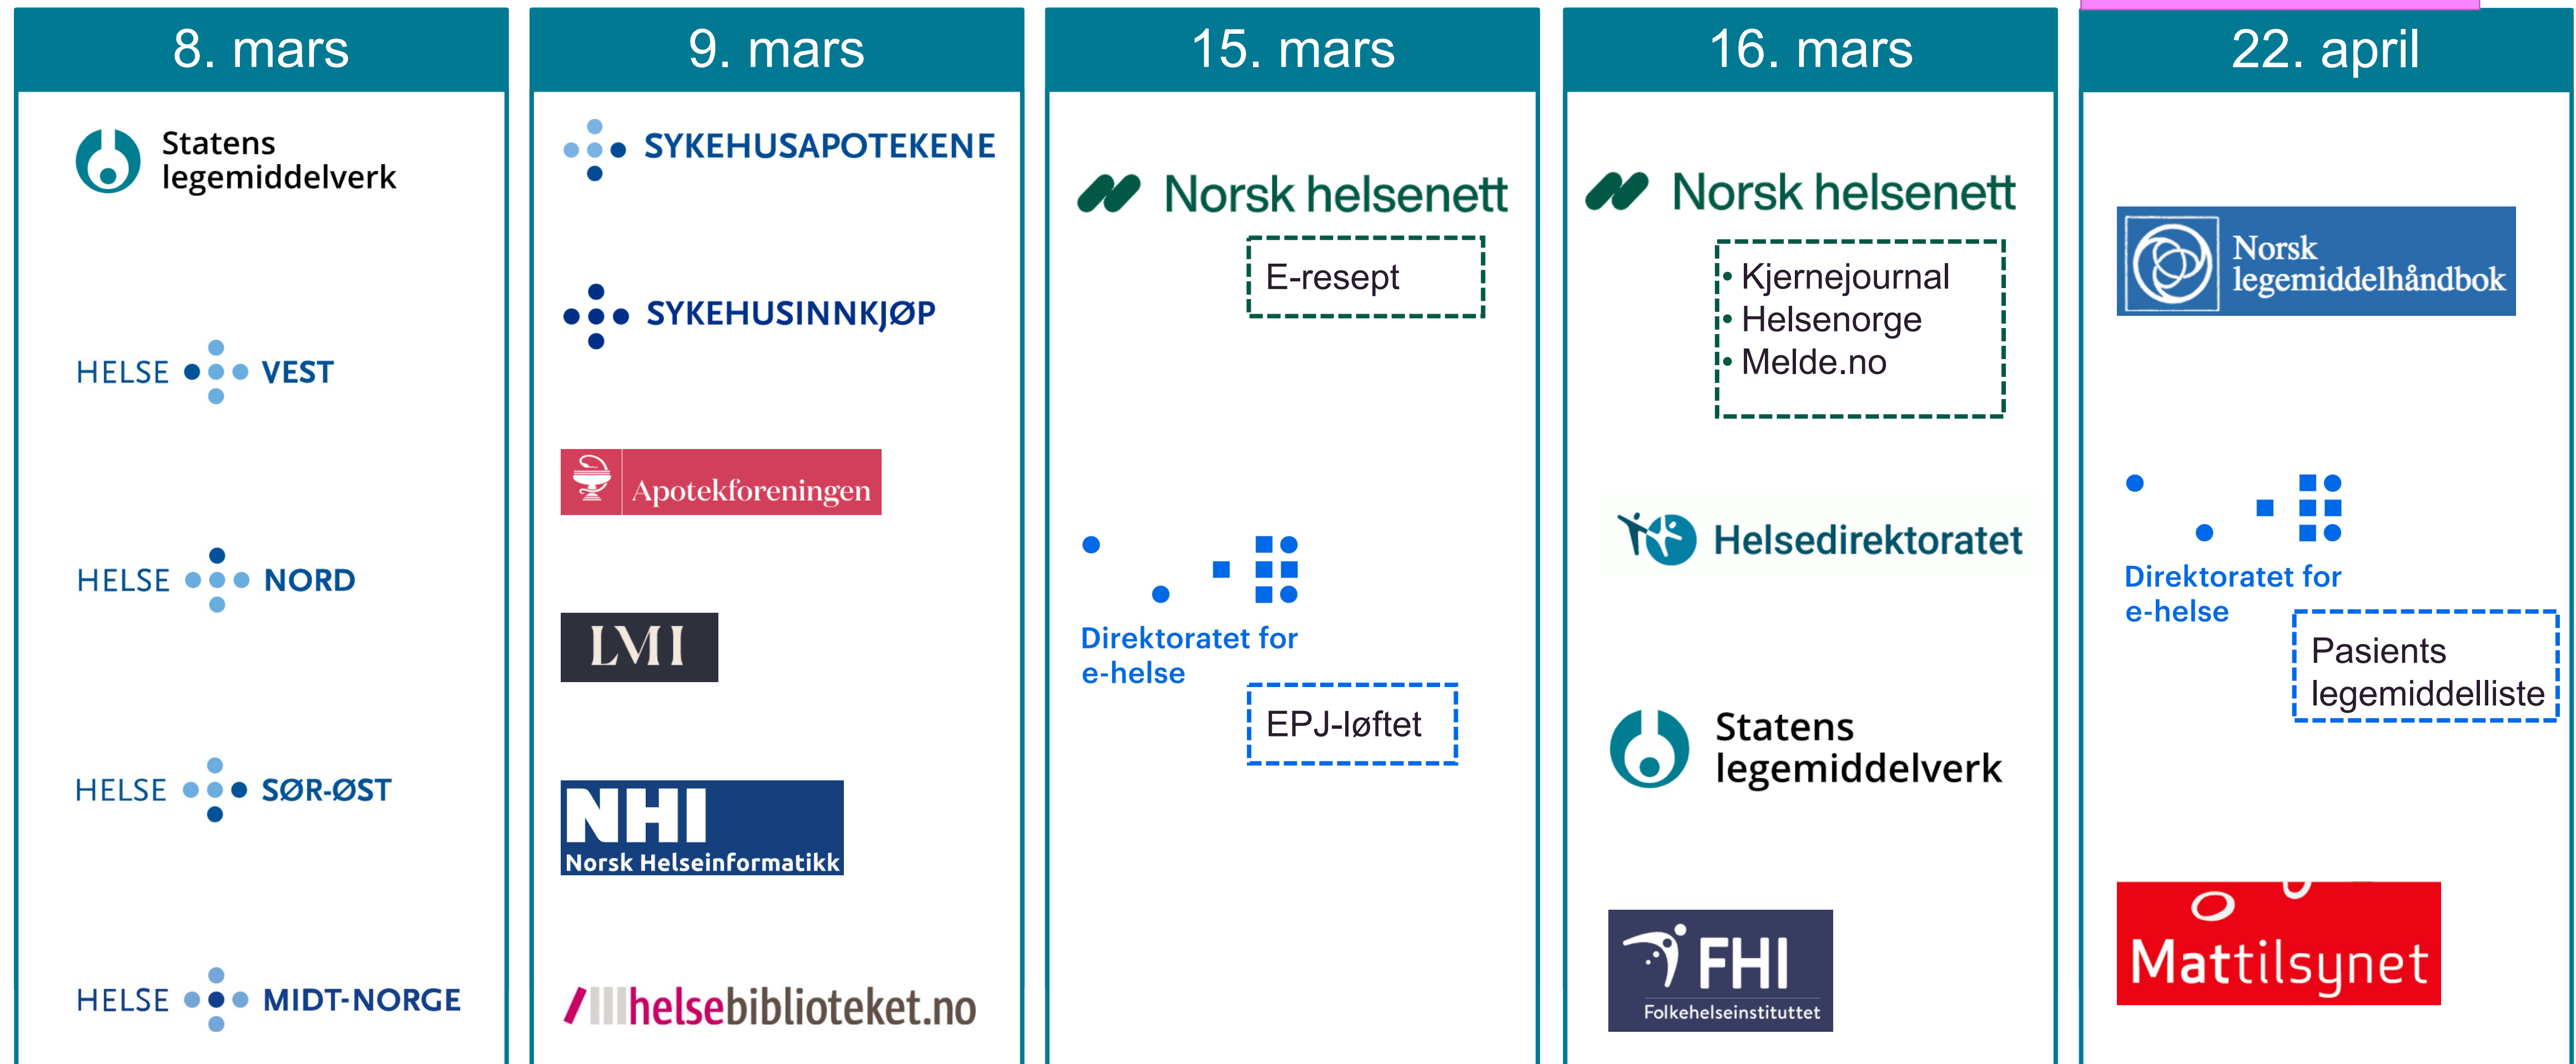 8. mars
Statens
legemiddelverk
HELSE VEST
HELSE NORD
HELSE SØR-ØST
HELSE MIDT-NORGE
9. mars
SYKEHUSAPOTEKENE
SYKEHUSINNKJØP
Apotekforeningen
LMI
NHI
Norsk Helseinformatikk
helsebiblioteket.no
15. mars
Norsk helsenett
E-resept
Direktoratet for
e-helse
EPJ-løftet
16. mars
Norsk helsenett
• Kjernejournal
• Helsenorge
• Melde.no
Helsedirektoratet
Statens
legemiddelverk
FHI
Folkehelseinstituttet
22. april
Norsk
legemiddelhåndbok
Direktoratet for
e-helse
Pasients
legemiddelliste
Mattilsynet